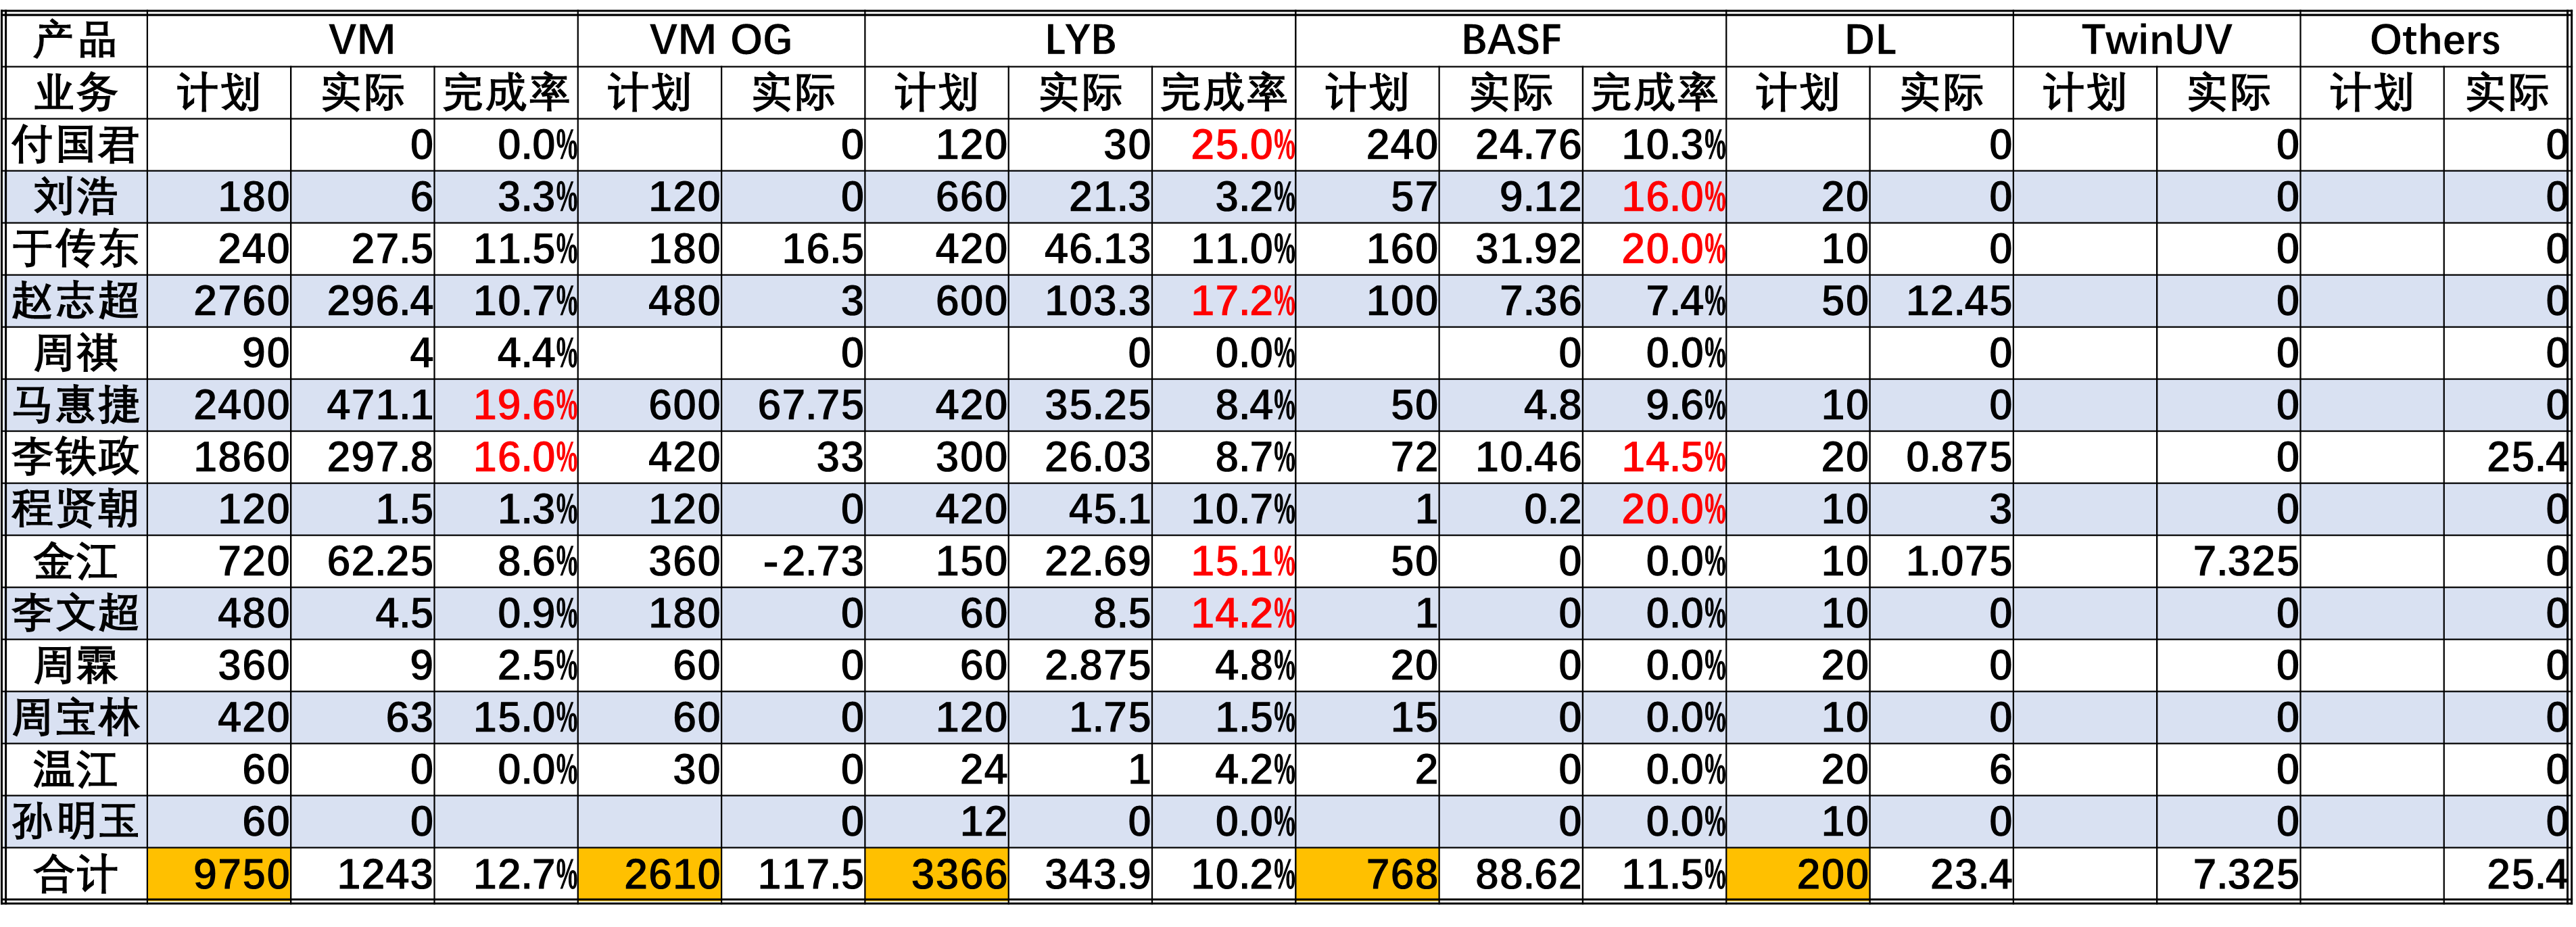 产品 VM VM OG LYB BASF DL TwinUV Others
业务 计划 实际 完成率 计划 实际 计划 实际 完成率 计划 实际 完成率 计划 实际 计划 实际 计划 实际
付国君 0 0.0% 0 120 30 25.0% 240 24.76 10.3% 0 0 0
刘浩 180 6 3.3% 120 0 660 21.3 3.2% 57 9.12 16.0% 20 0 0 0
于传东 240 27.5 11.5% 180 16.5 420 46.13 11.0% 160 31.92 20.0% 10 0 0 0
赵志超 2760 296.4 10.7% 480 3 600 103.3 17.2% 100 7.36 7.4% 50 12.45 0 0
周祺 90 4 4.4% 0 0 0.0% 0 0.0% 0 0 0
马惠捷 2400 471.1 19.6% 600 67.75 420 35.25 8.4% 50 4.8 9.6% 10 0 0 0
李铁政 1860 297.8 16.0% 420 33 300 26.03 8.7% 72 10.46 14.5% 20 0.875 0 25.4
程贤朝 120 1.5 1.3% 120 0 420 45.1 10.7% 1 0.2 20.0% 10 3 0 0
金江 720 62.25 8.6% 360 -2.73 150 22.69 15.1% 50 0 0.0% 10 1.075 7.325 0
李文超 480 4.5 0.9% 180 0 60 8.5 14.2% 1 0 0.0% 10 0 0 0
周霖 360 9 2.5% 60 0 60 2.875 4.8% 20 0 0.0% 20 0 0 0
周宝林 420 63 15.0% 60 0 120 1.75 1.5% 15 0 0.0% 10 0 0 0
温江 60 0 0.0% 30 0 24 1 4.2% 2 0 0.0% 20 6 0 0
孙明玉 60 0 0 12 0 0.0% 0 0.0% 10 0 0 0
合计 9750 1243 12.7% 2610 117.5 3366 343.9 10.2% 768 88.62 11.5% 200 23.4 7.325 25.4